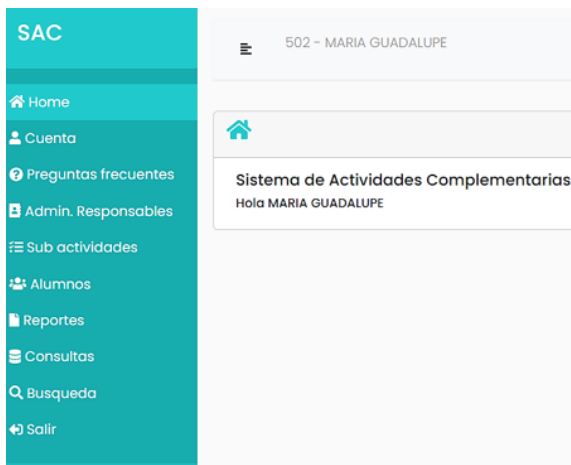 SAC
502 - MARIA GUADALUPE
Home
Cuenta
Preguntas frecuentes
Admin. Responsables
Sub actividades
Alumnos
Reportes
Consultas
Busqueda
Salir
Sistema de Actividades Complementarias
Hola MARIA GUADALUPE